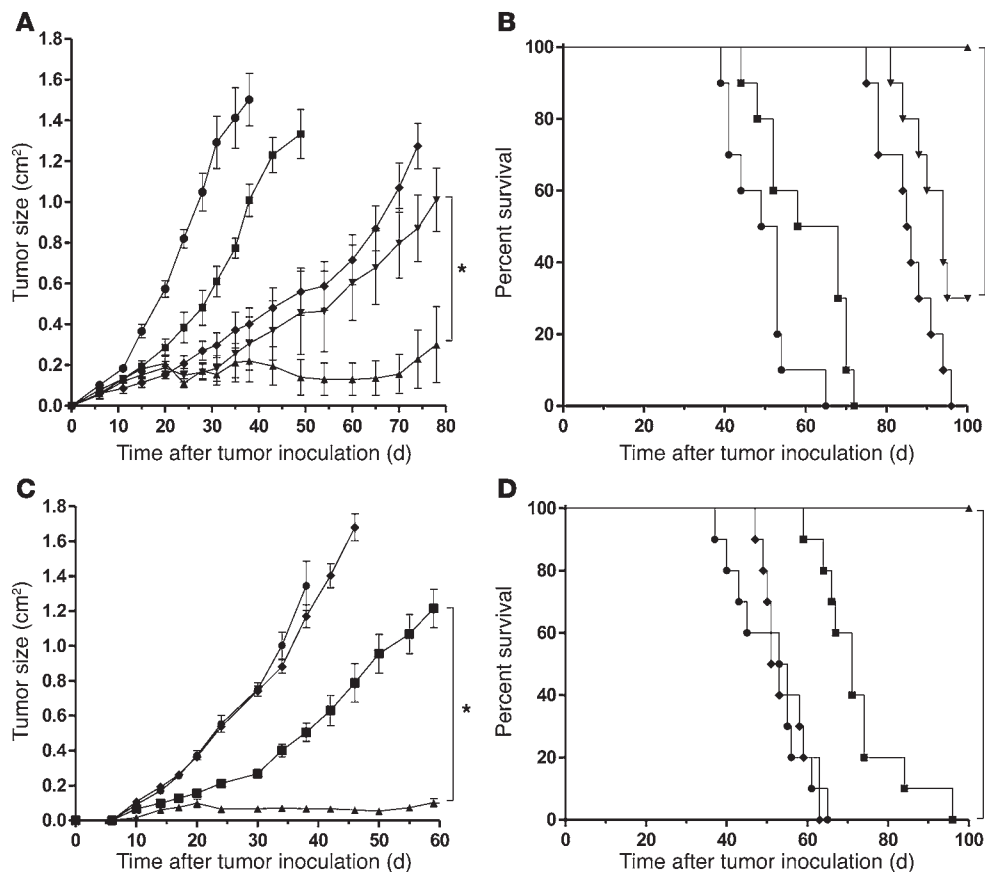 A
1.8
1.6
1.4
1.2
1.0
0.8
0.6
0.4
0.2
0.0
Tumor size (cm²)
0 10 20 30 40 50 60 70 80
Time after tumor inoculation (d)
*
B
100
80
60
40
20
0
Percent survival
0 20 40 60 80 100
Time after tumor inoculation (d)
C
1.8
1.6
1.4
1.2
1.0
0.8
0.6
0.4
0.2
0.0
Tumor size (cm²)
0 10 20 30 40 50 60
Time after tumor inoculation (d)
*
D
100
80
60
40
20
0
Percent survival
0 20 40 60 80 100
Time after tumor inoculation (d)